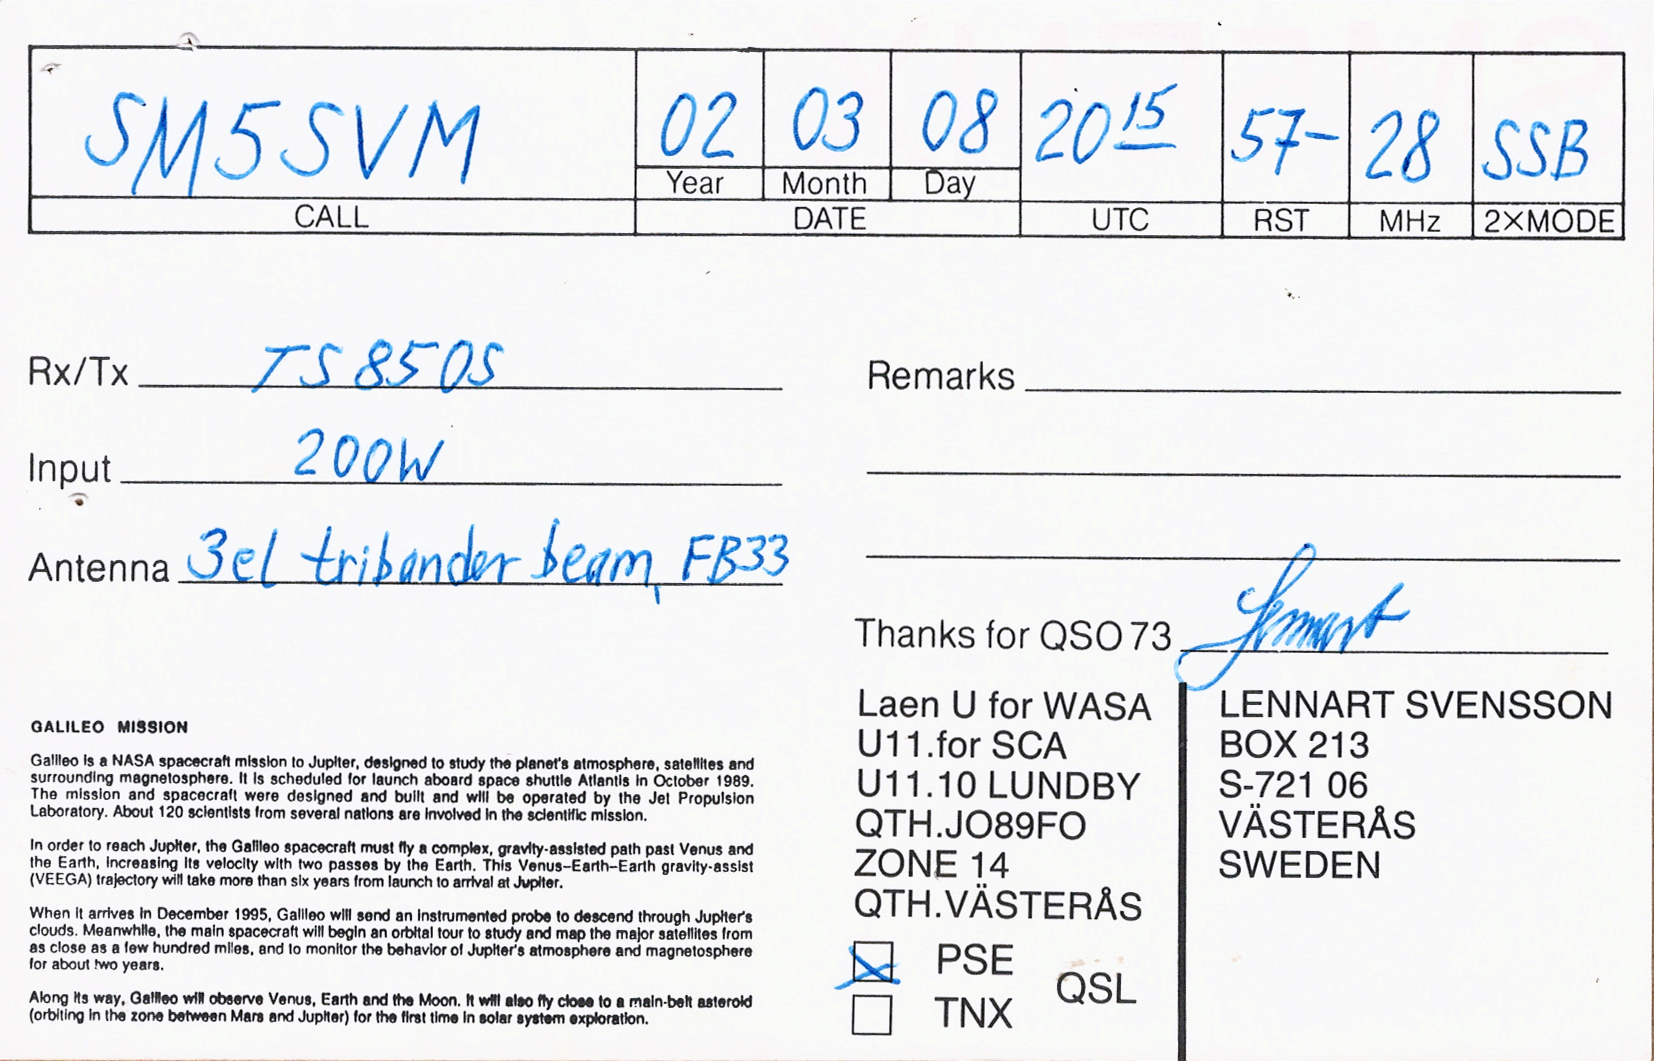 SM5SVM 02 03 08 20 15 57- 28 SSB
Year Month Day
CALL DATE UTC RST MHz 2×MODE
Rx/Tx TS 850S
Remarks
Input 200W
Antenna 3el tribander beam, FB33
Thanks for QSO 73 Lennart
Laen U for WASA
U11.for SCA
U11.10 LUNDBY
QTH.JO89FO
ZONE 14
QTH.VÄSTERÅS
LENNART SVENSSON
BOX 213
S-721 06
VÄSTERÅS
SWEDEN
PSE
TNX
QSL
GALILEO MISSION
Galileo is a NASA spacecraft mission to Jupiter, designed to study the planet's atmosphere, satellites and
surrounding magnetosphere. It is scheduled for launch aboard space shuttle Atlantis in October 1989.
The mission and spacecraft were designed and built and will be operated by the Jet Propulsion
Laboratory. About 120 scientists from several nations are involved in the scientific mission.
In order to reach Jupiter, the Galileo spacecraft must fly a complex, gravity-assisted path past Venus and
the Earth, increasing its velocity with two passes by the Earth. This Venus–Earth–Earth gravity-assist
(VEEGA) trajectory will take more than six years from launch to arrival at Jupiter.
When it arrives in December 1995, Galileo will send an instrumented probe to descend through Jupiter's
clouds. Meanwhile, the main spacecraft will begin an orbital tour to study and map the major satellites from
as close as a few hundred miles, and to monitor the behavior of Jupiter's atmosphere and magnetosphere
for about two years.
Along its way, Galileo will observe Venus, Earth and the Moon. It will also fly close to a main-belt asteroid
(orbiting in the zone between Mars and Jupiter) for the first time in solar system exploration.